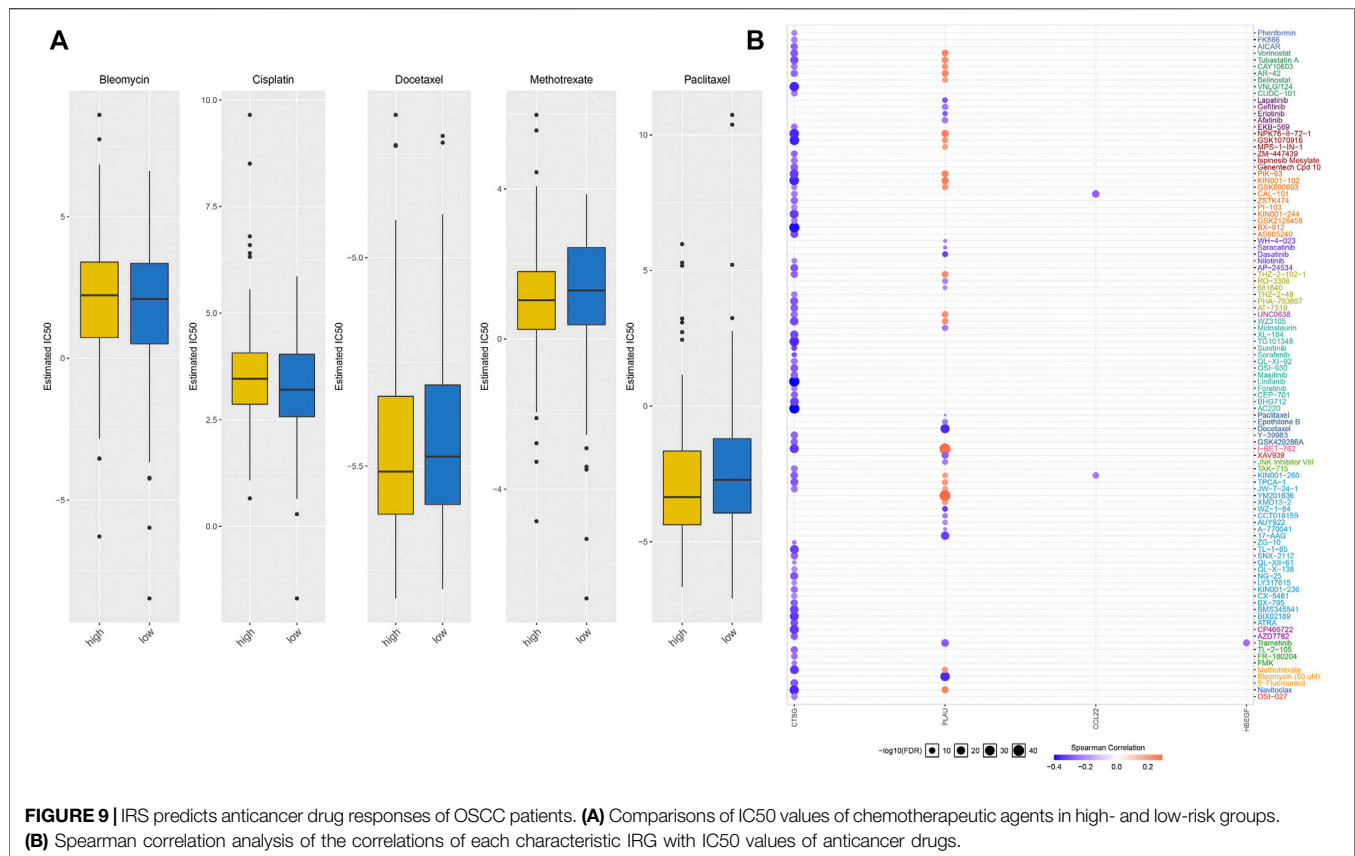 A
Bleomycin
Cisplatin
Docetaxel
Methotrexate
Paclitaxel
Estimated IC50
5
0
−5
high
low
Estimated IC50
10.0
7.5
5.0
2.5
0.0
high
low
Estimated IC50
−5.0
−5.5
high
low
Estimated IC50
4
0
−4
high
low
Estimated IC50
10
5
0
−5
high
low
B
Phenformin
FK866
AICAR
Vorinostat
Tubastatin A
CAY10603
AR−42
Belinostat
VNLG/124
CUDC−101
Lapatinib
Gefitinib
Erlotinib
Afatinib
EKB−569
NPK76−II−72−1
GSK1070916
MPS−1−IN−1
ZM−447439
Ispinesib Mesylate
Genentech Cpd 10
PIK−93
KIN001−102
GSK690693
CAL−101
ZSTK474
PI−103
KIN001−244
GSK2126458
BX−912
AS605240
WH−4−023
Saracatinib
Dasatinib
Nilotinib
AP−24534
THZ−2−102−1
RO−3306
681640
THZ−2−49
PHA−793887
AT−7519
UNC0638
WZ3105
Midostaurin
XL−184
TG101348
Sunitinib
Sorafenib
QL−XI−92
OSI−930
Masitinib
Linifanib
Foretinib
CEP−701
BHG712
AC220
Paclitaxel
Epothilone B
Docetaxel
Y−39983
GSK429286A
I−BET−762
XAV939
JNK Inhibitor VIII
TAK−715
KIN001−260
TPCA−1
JW−7−24−1
YM201636
XMD13−2
WZ−1−84
CCT018159
AUY922
A−770041
17−AAG
ZG−10
TL−1−85
SNX−2112
QL−XII−61
QL−X−138
NG−25
LY317615
KIN001−236
CX−5461
BX−795
BMS345541
BIX02189
ATRA
CP466722
AZD7762
Trametinib
TL−2−105
FR−180204
FMK
Methotrexate
Bleomycin (50 uM)
5−Fluorouracil
Navitoclax
OSI−027
CTSG
PLAU
CCL22
HBEGF
−log10(FDR) 10 20 30 40
Spearman Correlation
−0.4 −0.2 0.0 0.2
FIGURE 9 | IRS predicts anticancer drug responses of OSCC patients. (A) Comparisons of IC50 values of chemotherapeutic agents in high- and low-risk groups.
(B) Spearman correlation analysis of the correlations of each characteristic IRG with IC50 values of anticancer drugs.